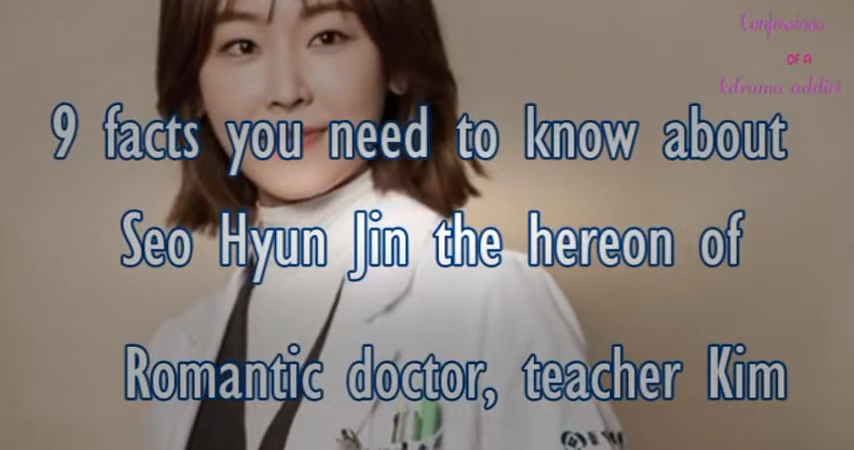 Confessions
OF A
kdrama addict
9 facts you need to know about
Seo Hyun Jin the hereon of
Romantic doctor, teacher Kim